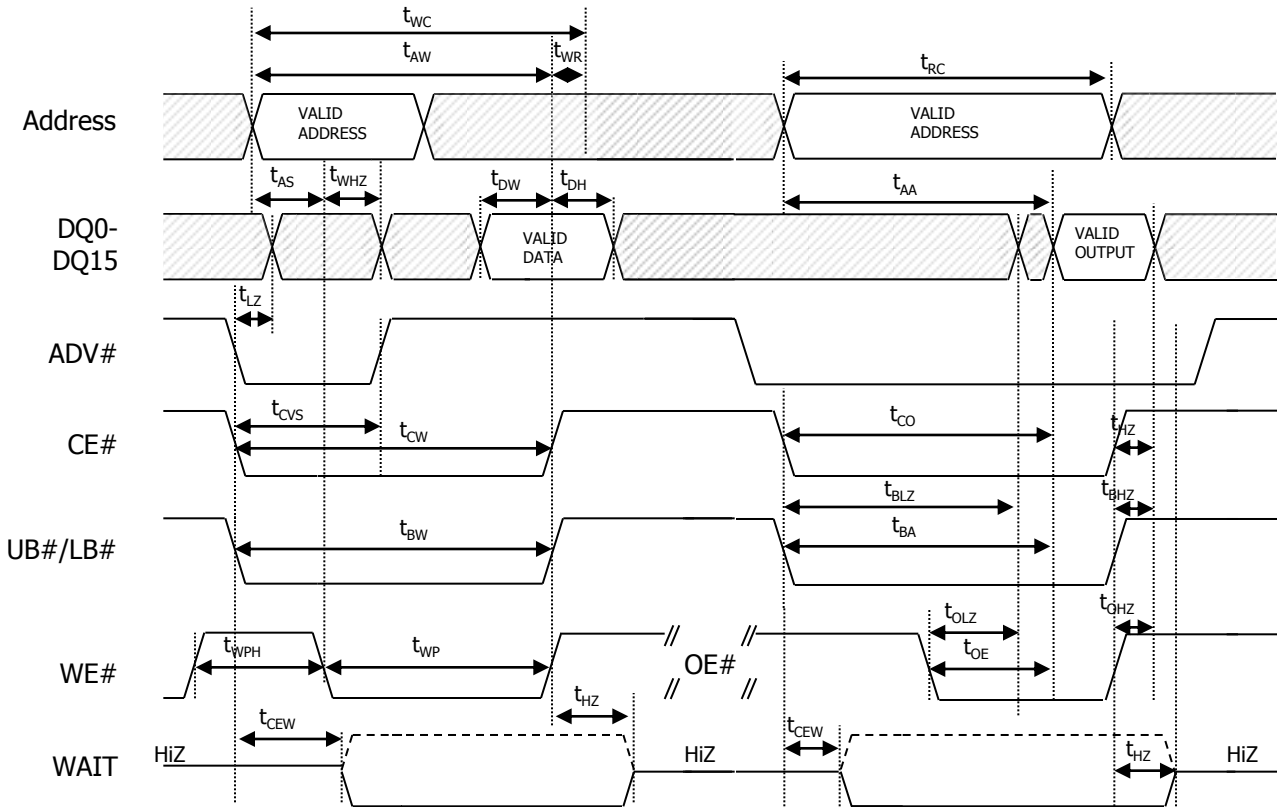 tWC
tAW
tWR
tRC
Address
VALID
ADDRESS
VALID
ADDRESS
tAS
tWHZ
tDW
tDH
tAA
DQ0-
DQ15
VALID
DATA
VALID
OUTPUT
tLZ
ADV#
tCVS
tCW
tCO
tHZ
CE#
tBLZ
tBHZ
tBW
tBA
UB#/LB#
tOLZ
tOHZ
tWPH
tWP
//
//
tOE
WE#
OE#
//
//
tHZ
tCEW
tCEW
HiZ
HiZ
tHZ
HiZ
WAIT